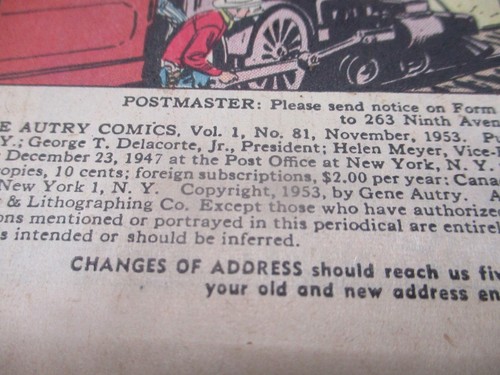 POSTMASTER: Please send notice on Form
to 263 Ninth Aven
E AUTRY COMICS, Vol. 1, No. 81, November, 1953. P
Y.; George T. Delacorte, Jr., President; Helen Meyer, Vice-
December 23, 1947 at the Post Office at New York, N. Y.
opies, 10 cents; foreign subscriptions, $2.00 per year; Cana
New York 1, N. Y. Copyright, 1953, by Gene Autry. A
& Lithographing Co. Except those who have authorize
ons mentioned or portrayed in this periodical are entirel
s intended or should be inferred.
CHANGES OF ADDRESS should reach us fiv
your old and new address en